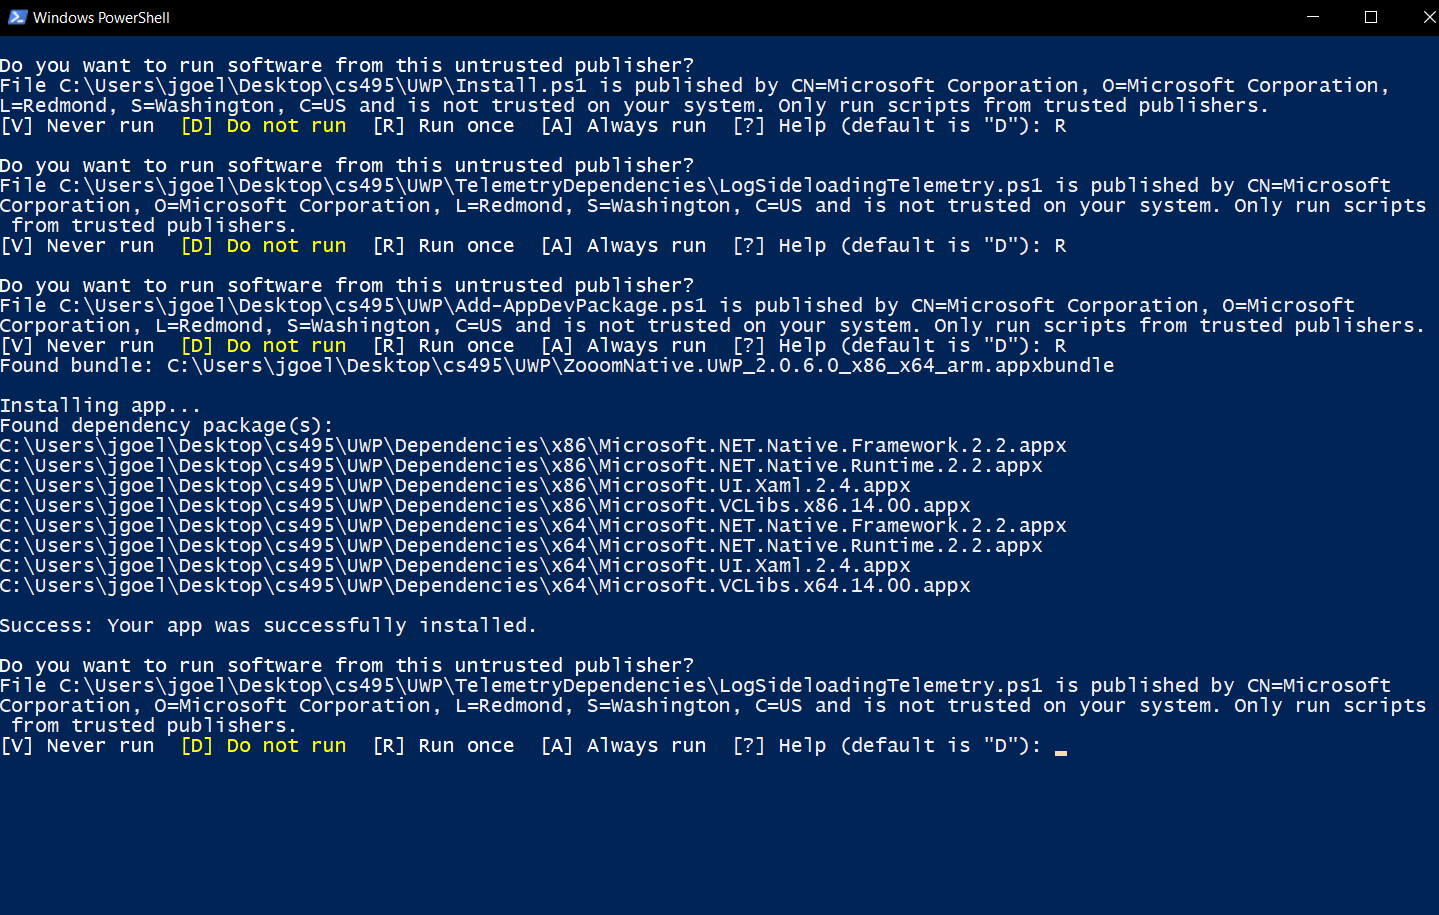 Windows PowerShell
Do you want to run software from this untrusted publisher?
File C:\Users\jgoel\Desktop\cs495\UWP\Install.ps1 is published by CN=Microsoft Corporation, O=Microsoft Corporation,
L=Redmond, S=Washington, C=US and is not trusted on your system. Only run scripts from trusted publishers.
[V] Never run  [D] Do not run  [R] Run once  [A] Always run  [?] Help (default is "D"): R
Do you want to run software from this untrusted publisher?
File C:\Users\jgoel\Desktop\cs495\UWP\TelemetryDependencies\LogSideloadingTelemetry.ps1 is published by CN=Microsoft
Corporation, O=Microsoft Corporation, L=Redmond, S=Washington, C=US and is not trusted on your system. Only run scripts
from trusted publishers.
[V] Never run  [D] Do not run  [R] Run once  [A] Always run  [?] Help (default is "D"): R
Do you want to run software from this untrusted publisher?
File C:\Users\jgoel\Desktop\cs495\UWP\Add-AppDevPackage.ps1 is published by CN=Microsoft Corporation, O=Microsoft
Corporation, L=Redmond, S=Washington, C=US and is not trusted on your system. Only run scripts from trusted publishers.
[V] Never run  [D] Do not run  [R] Run once  [A] Always run  [?] Help (default is "D"): R
Found bundle: C:\Users\jgoel\Desktop\cs495\UWP\ZooomNative.UWP_2.0.6.0_x86_x64_arm.appxbundle
Installing app...
Found dependency package(s):
C:\Users\jgoel\Desktop\cs495\UWP\Dependencies\x86\Microsoft.NET.Native.Framework.2.2.appx
C:\Users\jgoel\Desktop\cs495\UWP\Dependencies\x86\Microsoft.NET.Native.Runtime.2.2.appx
C:\Users\jgoel\Desktop\cs495\UWP\Dependencies\x86\Microsoft.UI.Xaml.2.4.appx
C:\Users\jgoel\Desktop\cs495\UWP\Dependencies\x86\Microsoft.VCLibs.x86.14.00.appx
C:\Users\jgoel\Desktop\cs495\UWP\Dependencies\x64\Microsoft.NET.Native.Framework.2.2.appx
C:\Users\jgoel\Desktop\cs495\UWP\Dependencies\x64\Microsoft.NET.Native.Runtime.2.2.appx
C:\Users\jgoel\Desktop\cs495\UWP\Dependencies\x64\Microsoft.UI.Xaml.2.4.appx
C:\Users\jgoel\Desktop\cs495\UWP\Dependencies\x64\Microsoft.VCLibs.x64.14.00.appx
Success: Your app was successfully installed.
Do you want to run software from this untrusted publisher?
File C:\Users\jgoel\Desktop\cs495\UWP\TelemetryDependencies\LogSideloadingTelemetry.ps1 is published by CN=Microsoft
Corporation, O=Microsoft Corporation, L=Redmond, S=Washington, C=US and is not trusted on your system. Only run scripts
from trusted publishers.
[V] Never run  [D] Do not run  [R] Run once  [A] Always run  [?] Help (default is "D"):